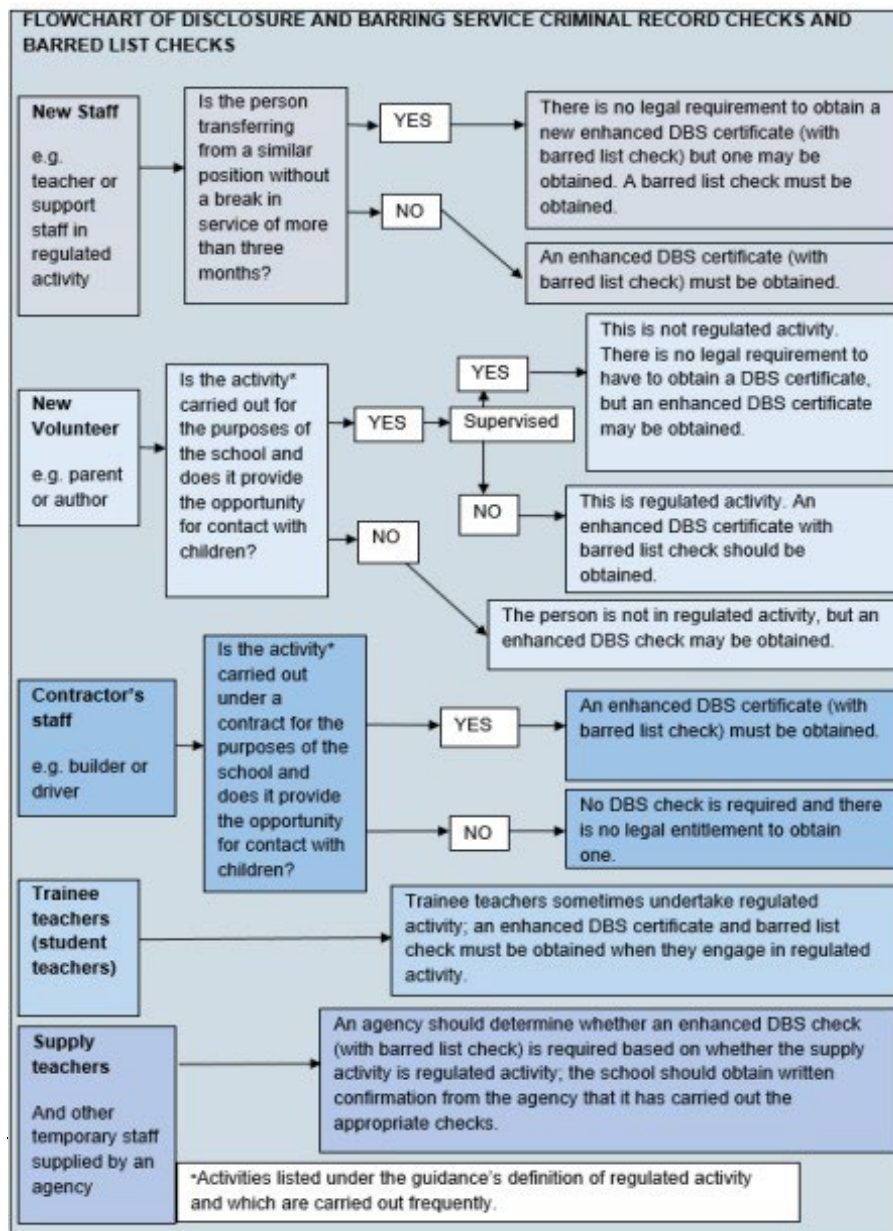 FLOWCHART OF DISCLOSURE AND BARRING SERVICE CRIMINAL RECORD CHECKS AND
BARRED LIST CHECKS
New Staff
e.g.
teacher or
support
staff in
regulated
activity
Is the person
transferring
from a similar
position without
a break in
service of more
than three
months?
YES
NO
There is no legal requirement to obtain a
new enhanced DBS certificate (with
barred list check) but one may be
obtained. A barred list check must be
obtained.
An enhanced DBS certificate (with
barred list check) must be obtained.
New
Volunteer
e.g. parent
or author
Is the activity*
carried out for
the purposes of
the school and
does it provide
the opportunity
for contact with
children?
YES
NO
Supervised
YES
NO
This is not regulated activity.
There is no legal requirement to
have to obtain a DBS certificate,
but an enhanced DBS certificate
may be obtained.
This is regulated activity. An
enhanced DBS certificate with
barred list check should be
obtained.
The person is not in regulated activity, but an
enhanced DBS check may be obtained.
Contractor's
staff
e.g. builder or
driver
Is the activity*
carried out
under a
contract for the
purposes of the
school and
does it provide
the opportunity
for contact with
children?
YES
NO
An enhanced DBS certificate (with
barred list check) must be obtained.
No DBS check is required and there
is no legal entitlement to obtain
one.
Trainee
teachers
(student
teachers)
Trainee teachers sometimes undertake regulated
activity; an enhanced DBS certificate and barred list
check must be obtained when they engage in regulated
activity.
Supply
teachers
And other
temporary staff
supplied by an
agency
An agency should determine whether an enhanced DBS check
(with barred list check) is required based on whether the supply
activity is regulated activity; the school should obtain written
confirmation from the agency that it has carried out the
appropriate checks.
*Activities listed under the guidance's definition of regulated activity
and which are carried out frequently.